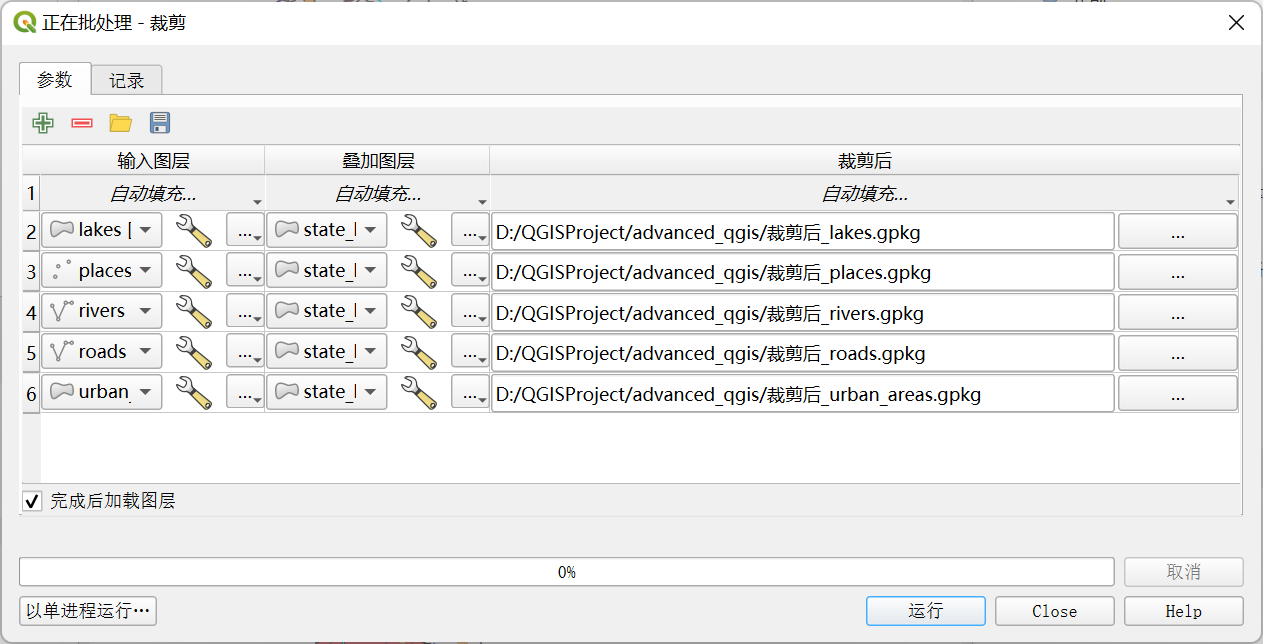 正在批处理 - 裁剪
参数 记录
输入图层 叠加图层 裁剪后
1 自动填充... 自动填充... 自动填充...
2 lakes [ ... state_l ... D:/QGISProject/advanced_qgis/裁剪后_lakes.gpkg ...
3 places ... state_l ... D:/QGISProject/advanced_qgis/裁剪后_places.gpkg ...
4 rivers ... state_l ... D:/QGISProject/advanced_qgis/裁剪后_rivers.gpkg ...
5 roads ... state_l ... D:/QGISProject/advanced_qgis/裁剪后_roads.gpkg ...
6 urban_ ... state_l ... D:/QGISProject/advanced_qgis/裁剪后_urban_areas.gpkg ...
完成后加载图层
0% 取消
以单进程运行… 运行 Close Help